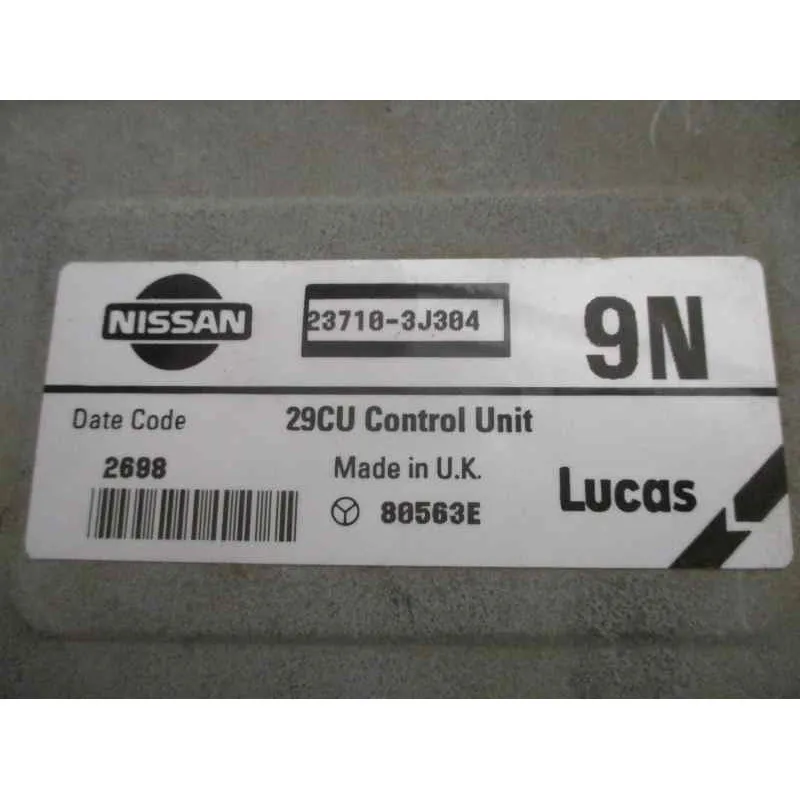 NISSAN
23710-3J304
9N
Date Code
29CU Control Unit
2698
Made in U.K.
80563E
Lucas